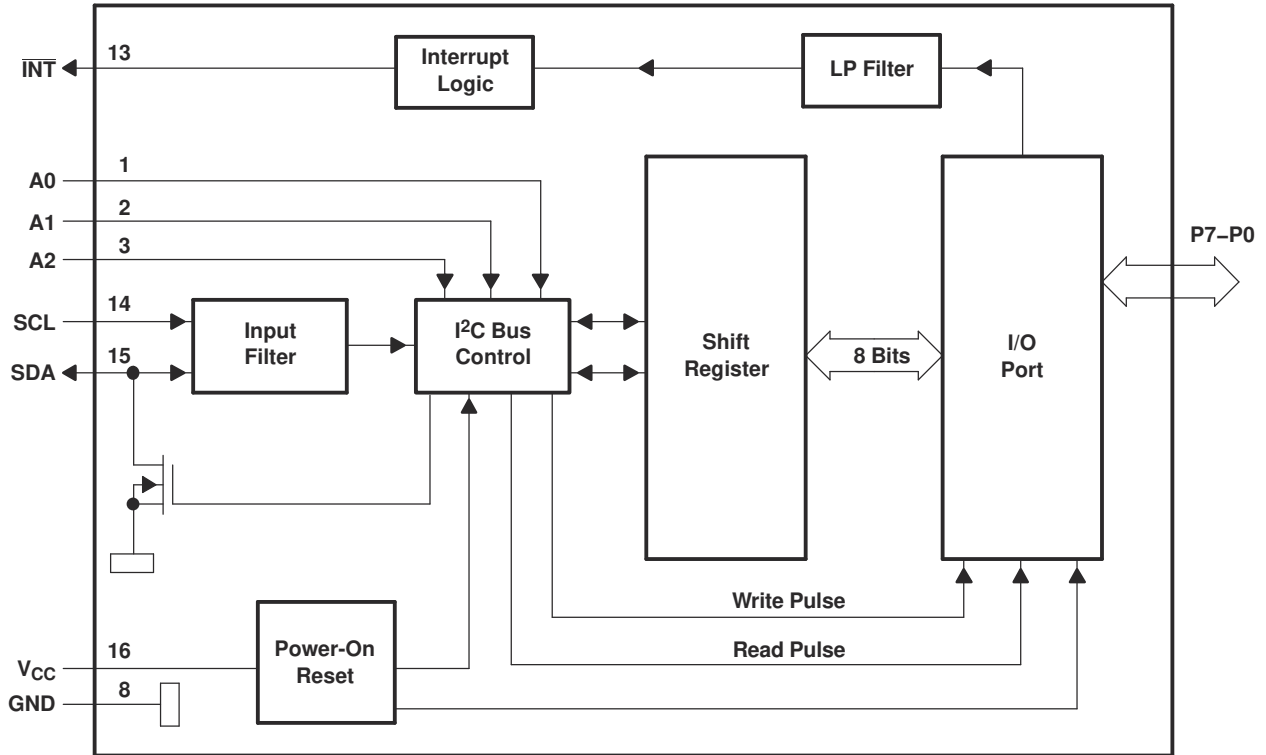 INT 13 Interrupt Logic LP Filter
A0 1
A1 2
A2 3
P7–P0
SCL 14
SDA 15
Input
Filter
I²C Bus
Control
Shift
Register
8 Bits
I/O
Port
Write Pulse
Read Pulse
VCC 16
GND 8
Power-On
Reset